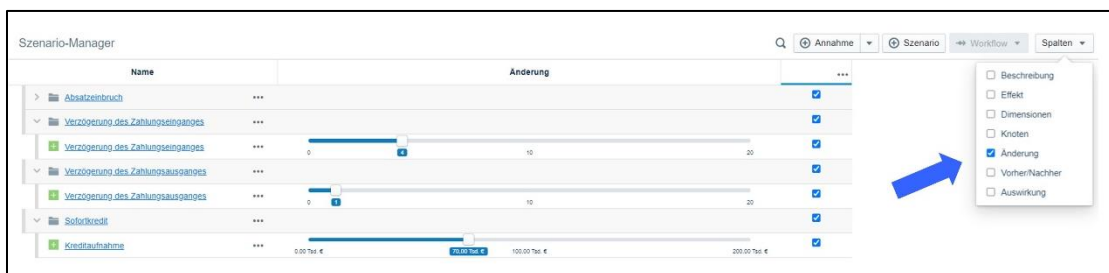 Szenario-Manager
Annahme
Szenario
Workflow
Spalten
Name
Änderung
Absatzeinbruch
Verzögerung des Zahlungseinganges
Verzögerung des Zahlungseinganges
0 4 10 20
Verzögerung des Zahlungsausganges
Verzögerung des Zahlungsausganges
0 1 10 20
Sofortkredit
Kreditaufnahme
0,00 Tsd. € 70,00 Tsd. € 100,00 Tsd. € 200,00 Tsd. €
Beschreibung
Effekt
Dimensionen
Knoten
Änderung
Vorher/Nachher
Auswirkung